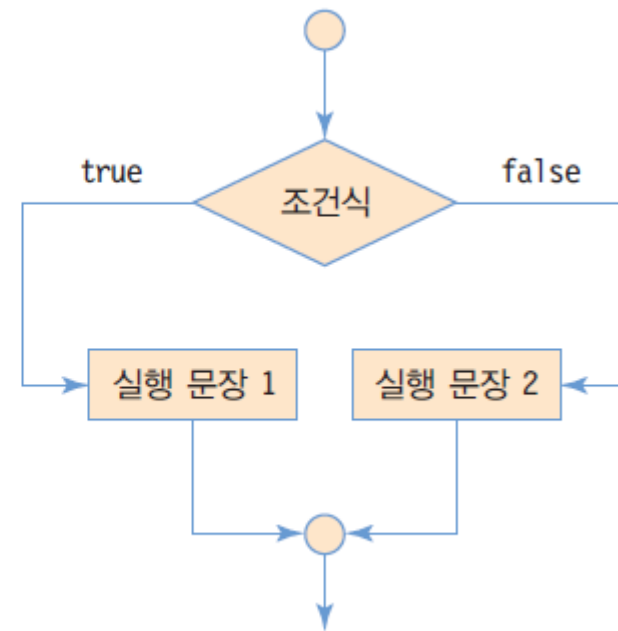 true
false
조건식
실행 문장 1
실행 문장 2